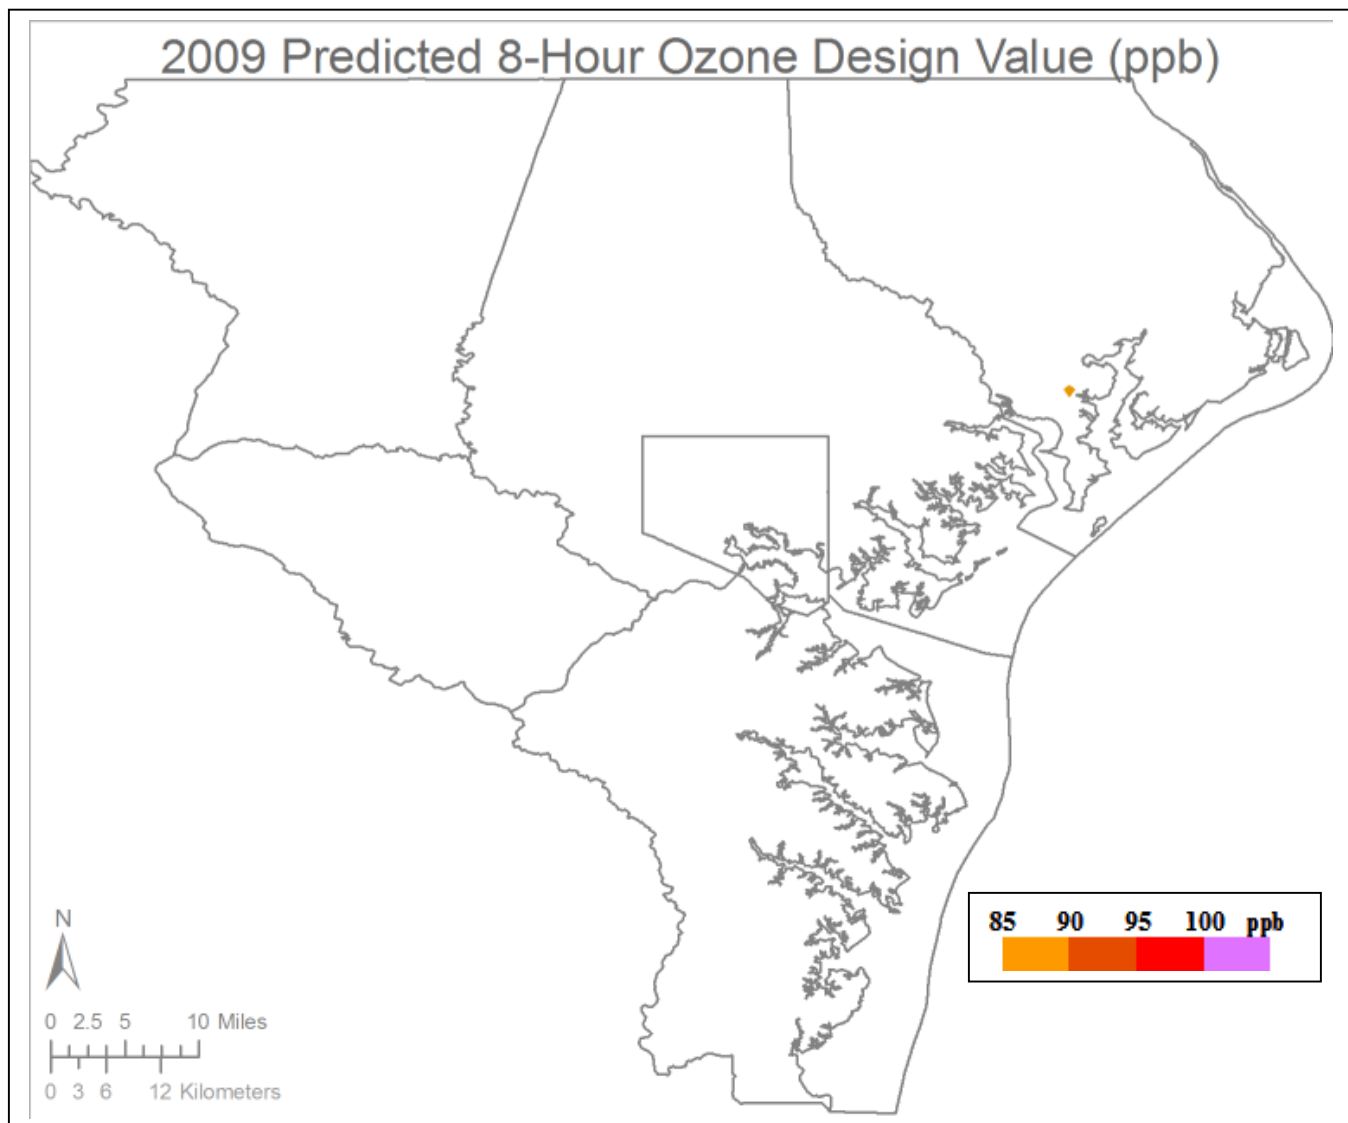 2009 Predicted 8-Hour Ozone Design Value (ppb)
85 90 95 100 ppb
N
0 2.5 5 10 Miles
0 3 6 12 Kilometers